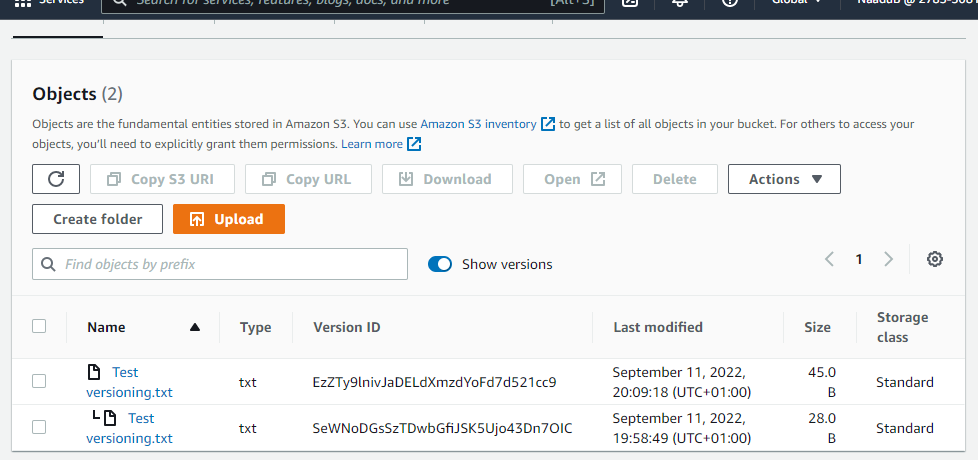 Services
Search for services, features, blogs, docs, and more
[Alt+S]
Global
Objects (2)
Objects are the fundamental entities stored in Amazon S3. You can use Amazon S3 inventory to get a list of all objects in your bucket. For others to access your
objects, you'll need to explicitly grant them permissions. Learn more
Copy S3 URI
Copy URL
Download
Open
Delete
Actions
Create folder
Upload
Find objects by prefix
Show versions
1
Name
Type
Version ID
Last modified
Size
Storage
class
Test
versioning.txt
txt
EzZTy9lnivJaDELdXmzdYoFd7d521cc9
September 11, 2022,
20:09:18 (UTC+01:00)
45.0
B
Standard
Test
versioning.txt
txt
SeWNoDGsSzTDwbGfiJSK5Ujo43Dn7OIC
September 11, 2022,
19:58:49 (UTC+01:00)
28.0
B
Standard